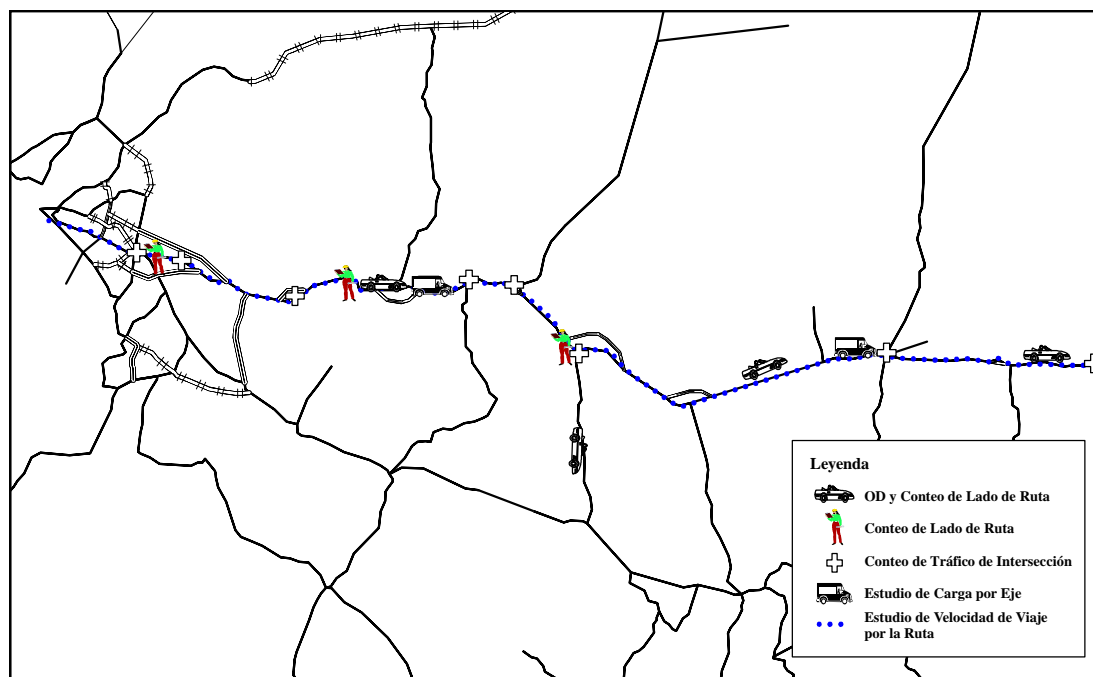 Leyenda
OD y Conteo de Lado de Ruta
Conteo de Lado de Ruta
Conteo de Tráfico de Intersección
Estudio de Carga por Eje
Estudio de Velocidad de Viaje
por la Ruta